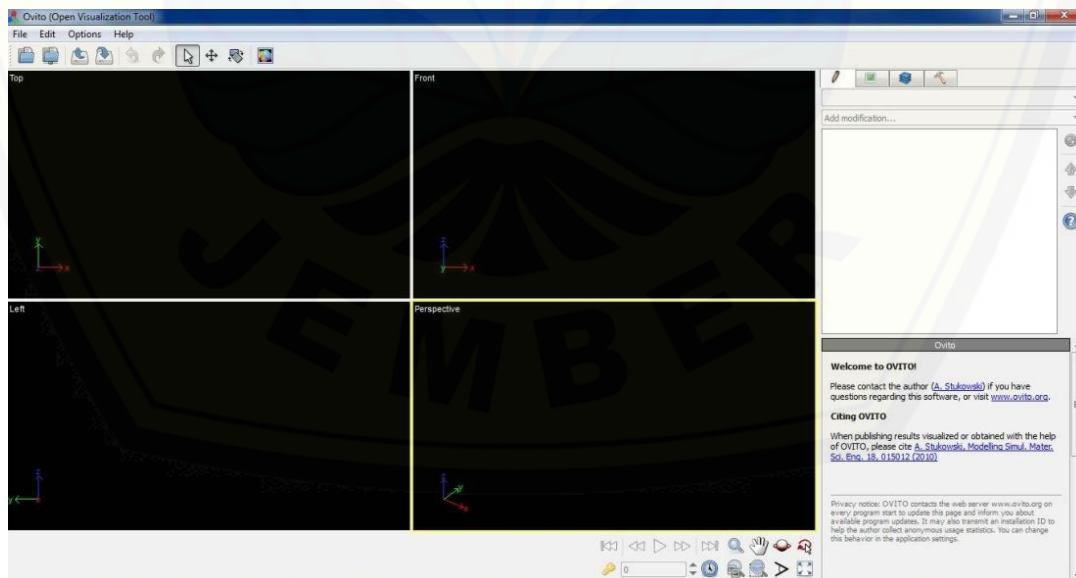 Ovito (Open Visualization Tool)
File Edit Options Help
Top
Front
Add modification...
JEMBER
y
x
z
y
x
Left
Perspective
z
y
z
y
x
Ovito
Welcome to OVITO!
Please contact the author (A. Stukowski) if you have
questions regarding this software, or visit www.ovito.org.
Citing OVITO
When publishing results visualized or obtained with the help
of OVITO, please cite A. Stukowski, Modelling Simul. Mater.
Sci. Eng. 18, 015012 (2010)
Privacy notice: OVITO contacts the web server www.ovito.org on
every program start to update this page and inform you about
available program updates. It may also transmit an installation ID to
help the author collect anonymous usage statistics. You can change
this behavior in the application settings.
0